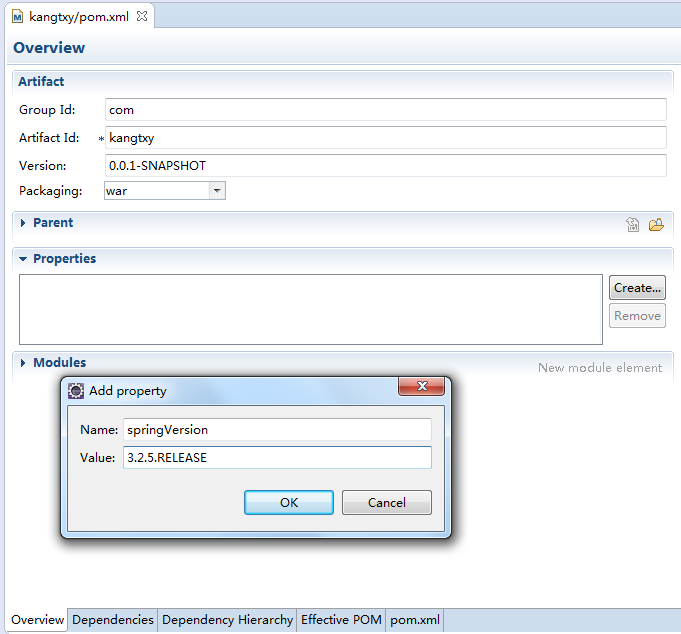 kangtxy/pom.xml
Overview
Artifact
Group Id: com
Artifact Id: * kangtxy
Version: 0.0.1-SNAPSHOT
Packaging: war
Parent
Properties
Create...
Remove
Modules
New module element
Add property
Name: springVersion
Value: 3.2.5.RELEASE
OK Cancel
Overview Dependencies Dependency Hierarchy Effective POM pom.xml